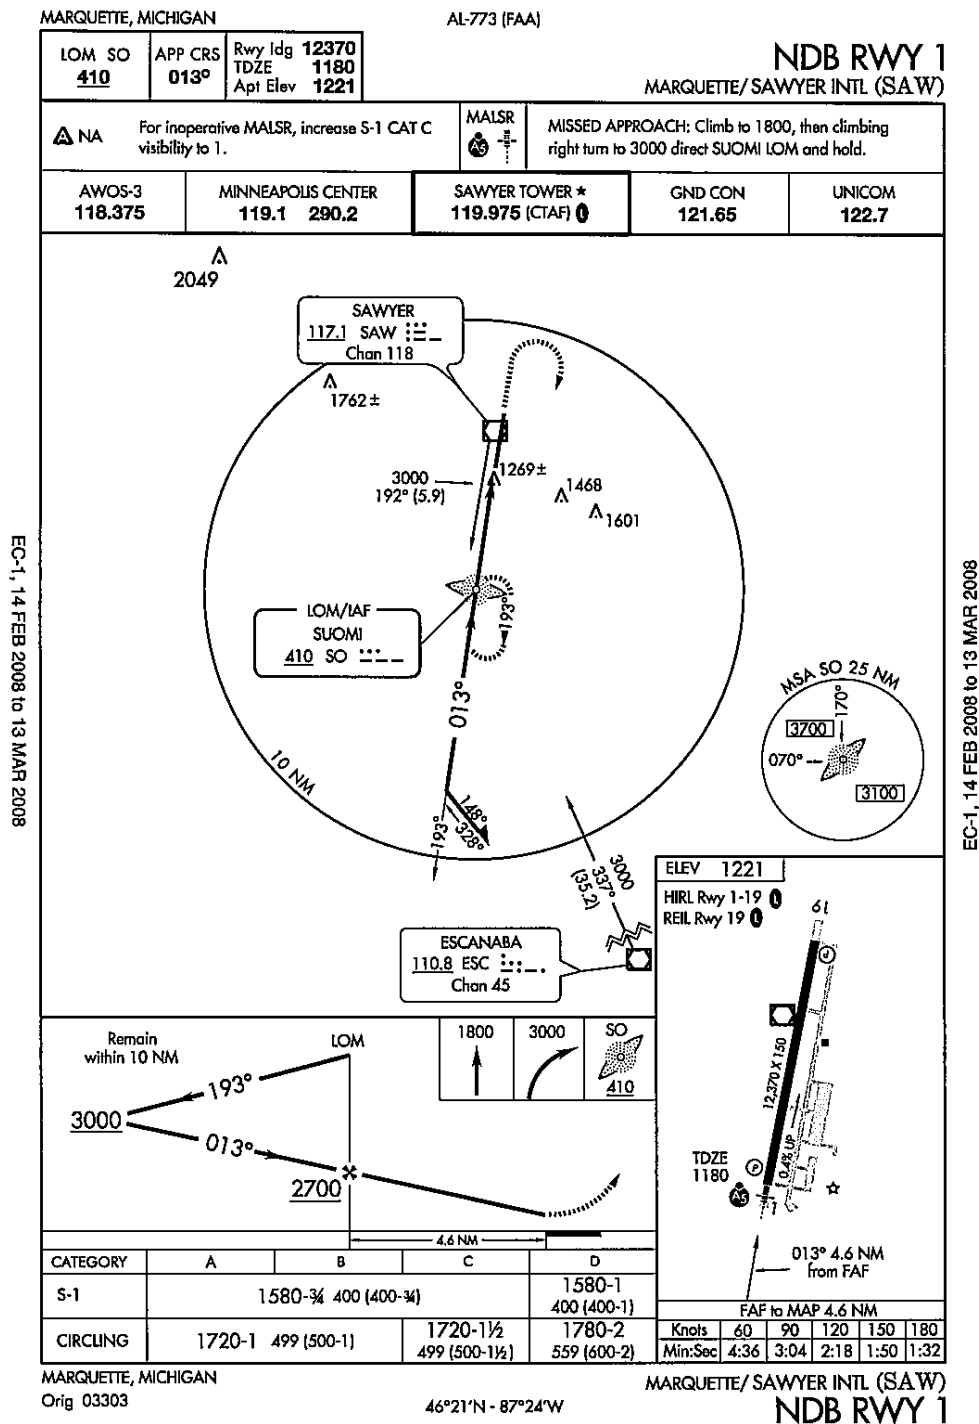 MARQUETTE, MICHIGAN
AL-773 (FAA)
LOM SO
410
APP CRS
013°
Rwy Idg 12370
TDZE 1180
Apt Elev 1221
NDB RWY 1
MARQUETTE/ SAWYER INTL (SAW)
A NA
For inoperative MALSR, increase S-1 CAT C
visibility to 1.
MALSR
A5
MISSED APPROACH: Climb to 1800, then climbing
right turn to 3000 direct SUOMI LOM and hold.
AWOS-3
118.375
MINNEAPOLIS CENTER
119.1 290.2
SAWYER TOWER ★
119.975 (CTAF) L
GND CON
121.65
UNICOM
122.7
2049
SAWYER
117.1 SAW
Chan 118
1762 ±
1269 ±
3000
192° (5.9)
1468
1601
LOM/IAF
SUOMI
410 SO
193°
013°
10 NM
148°
328°
193°
MSA SO 25 NM
170°
3700
070°
3100
3000
337°
(35.2)
ESCANABA
110.8 ESC
Chan 45
EC-1, 14 FEB 2008 to 13 MAR 2008
EC-1, 14 FEB 2008 to 13 MAR 2008
ELEV 1221
HIRL Rwy 1-19 L
REIL Rwy 19 L
19
P
12,370 X 150
0.4% UP
TDZE
1180
P
A5
1
013° 4.6 NM
from FAF
Remain
within 10 NM
LOM
193°
3000
013°
2700
4.6 NM
1800
3000
SO
410
CATEGORY A B C D
S-1 1580-¾ 400 (400-¾) 1580-1
400 (400-1)
CIRCLING 1720-1 499 (500-1) 1720-1½
499 (500-1½)
1780-2
559 (600-2)
FAF to MAP 4.6 NM
Knots 60 90 120 150 180
Min:Sec 4:36 3:04 2:18 1:50 1:32
MARQUETTE, MICHIGAN
Orig 03303
46°21'N - 87°24'W
MARQUETTE/ SAWYER INTL (SAW)
NDB RWY 1